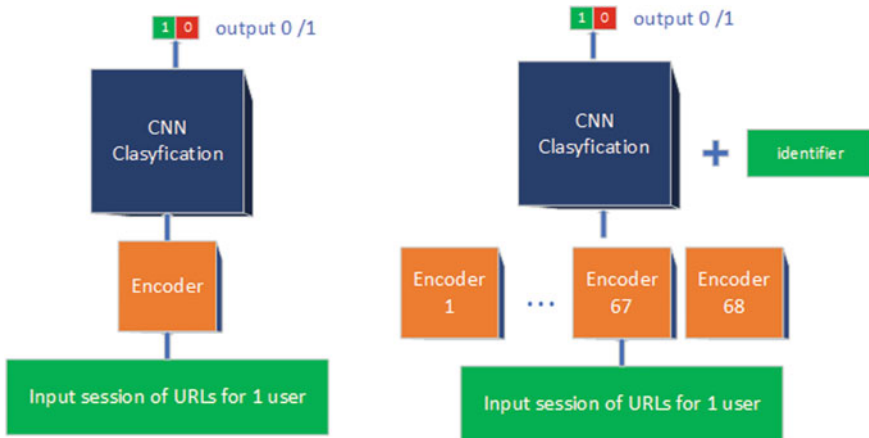 1 0 output 0 /1
CNN
Clasyfication
Encoder
Input session of URLs for 1 user
1 0 output 0 /1
CNN
Clasyfication
+ identifier
Encoder
1
...
Encoder
67
Encoder
68
Input session of URLs for 1 user